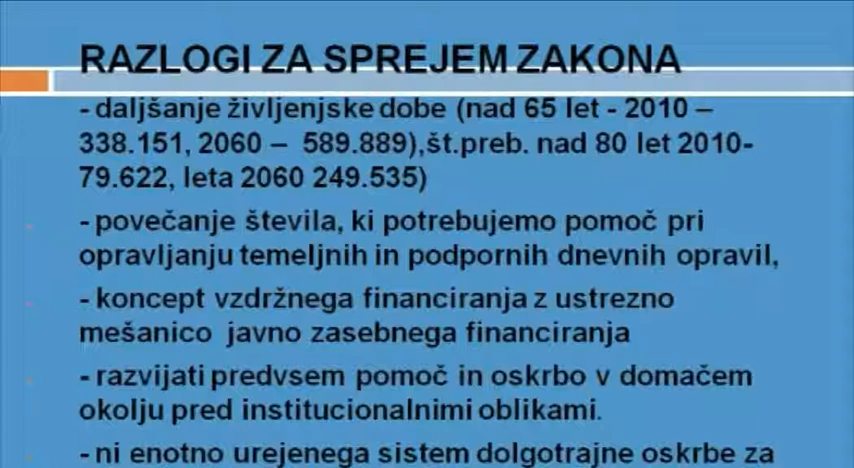 RAZLOGI ZA SPREJEM ZAKONA
- daljšanje življenjske dobe (nad 65 let - 2010 –
338.151, 2060 – 589.889),št.preb. nad 80 let 2010-
79.622, leta 2060 249.535)
- povečanje števila, ki potrebujemo pomoč pri
opravljanju temeljnih in podpornih dnevnih opravil,
- koncept vzdržnega financiranja z ustrezno
mešanico javno zasebnega financiranja
- razvijati predvsem pomoč in oskrbo v domačem
okolju pred institucionalnimi oblikami.
- ni enotno urejenega sistem dolgotrajne oskrbe za